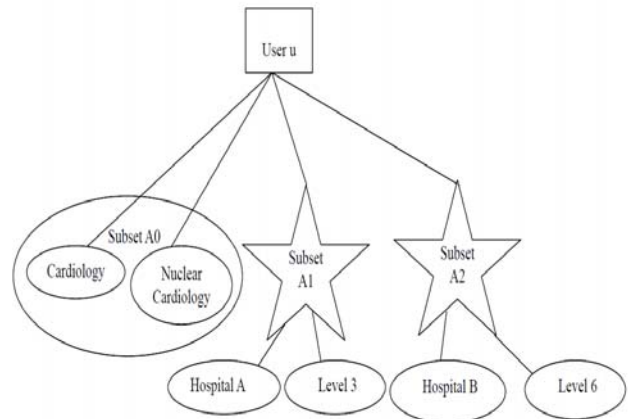 User u
Subset A0
Cardiology
Nuclear
Cardiology
Subset
A1
Subset
A2
Hospital A
Level 3
Hospital B
Level 6